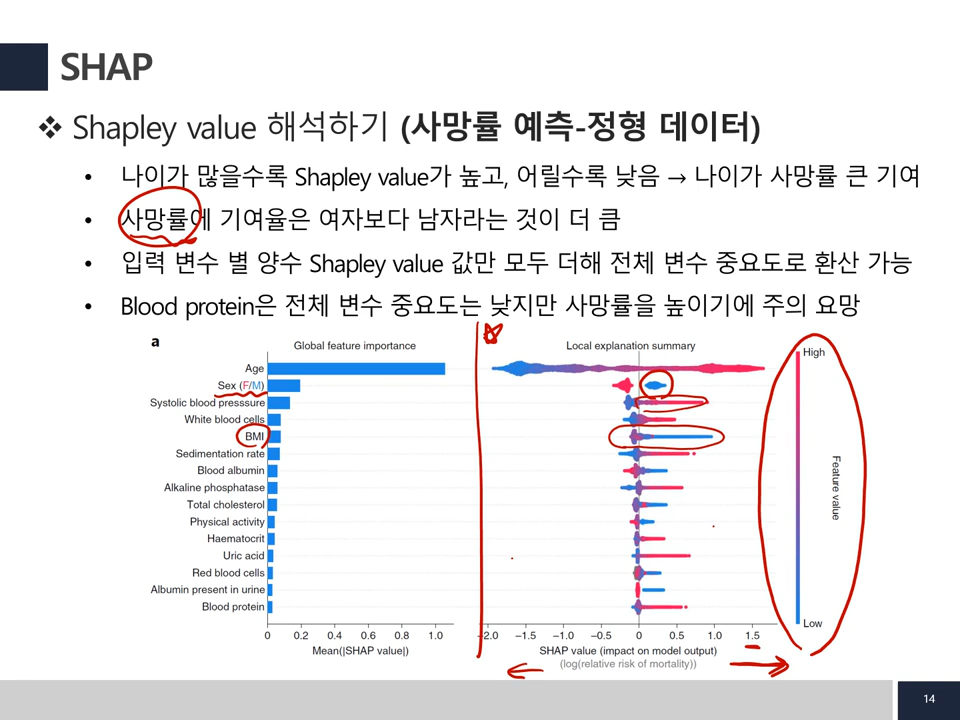 SHAP
❖ Shapley value 해석하기 (사망률 예측-정형 데이터)
• 나이가 많을수록 Shapley value가 높고, 어릴수록 낮음 → 나이가 사망률 큰 기여
• 사망률에 기여율은 여자보다 남자라는 것이 더 큼
• 입력 변수 별 양수 Shapley value 값만 모두 더해 전체 변수 중요도로 환산 가능
• Blood protein은 전체 변수 중요도는 낮지만 사망률을 높이기에 주의 요망
a
Global feature importance
Age
Sex (F/M)
Systolic blood presssure
White blood cells
BMI
Sedimentation rate
Blood albumin
Alkaline phosphatase
Total cholesterol
Physical activity
Haematocrit
Uric acid
Red blood cells
Albumin present in urine
Blood protein
0 0.2 0.4 0.6 0.8 1.0
Mean(|SHAP value|)
Local explanation summary
-2.0 −1.5 −1.0 −0.5 0 0.5 1.0 1.5
SHAP value (impact on model output)
(log(relative risk of mortality))
High
Feature value
Low
14